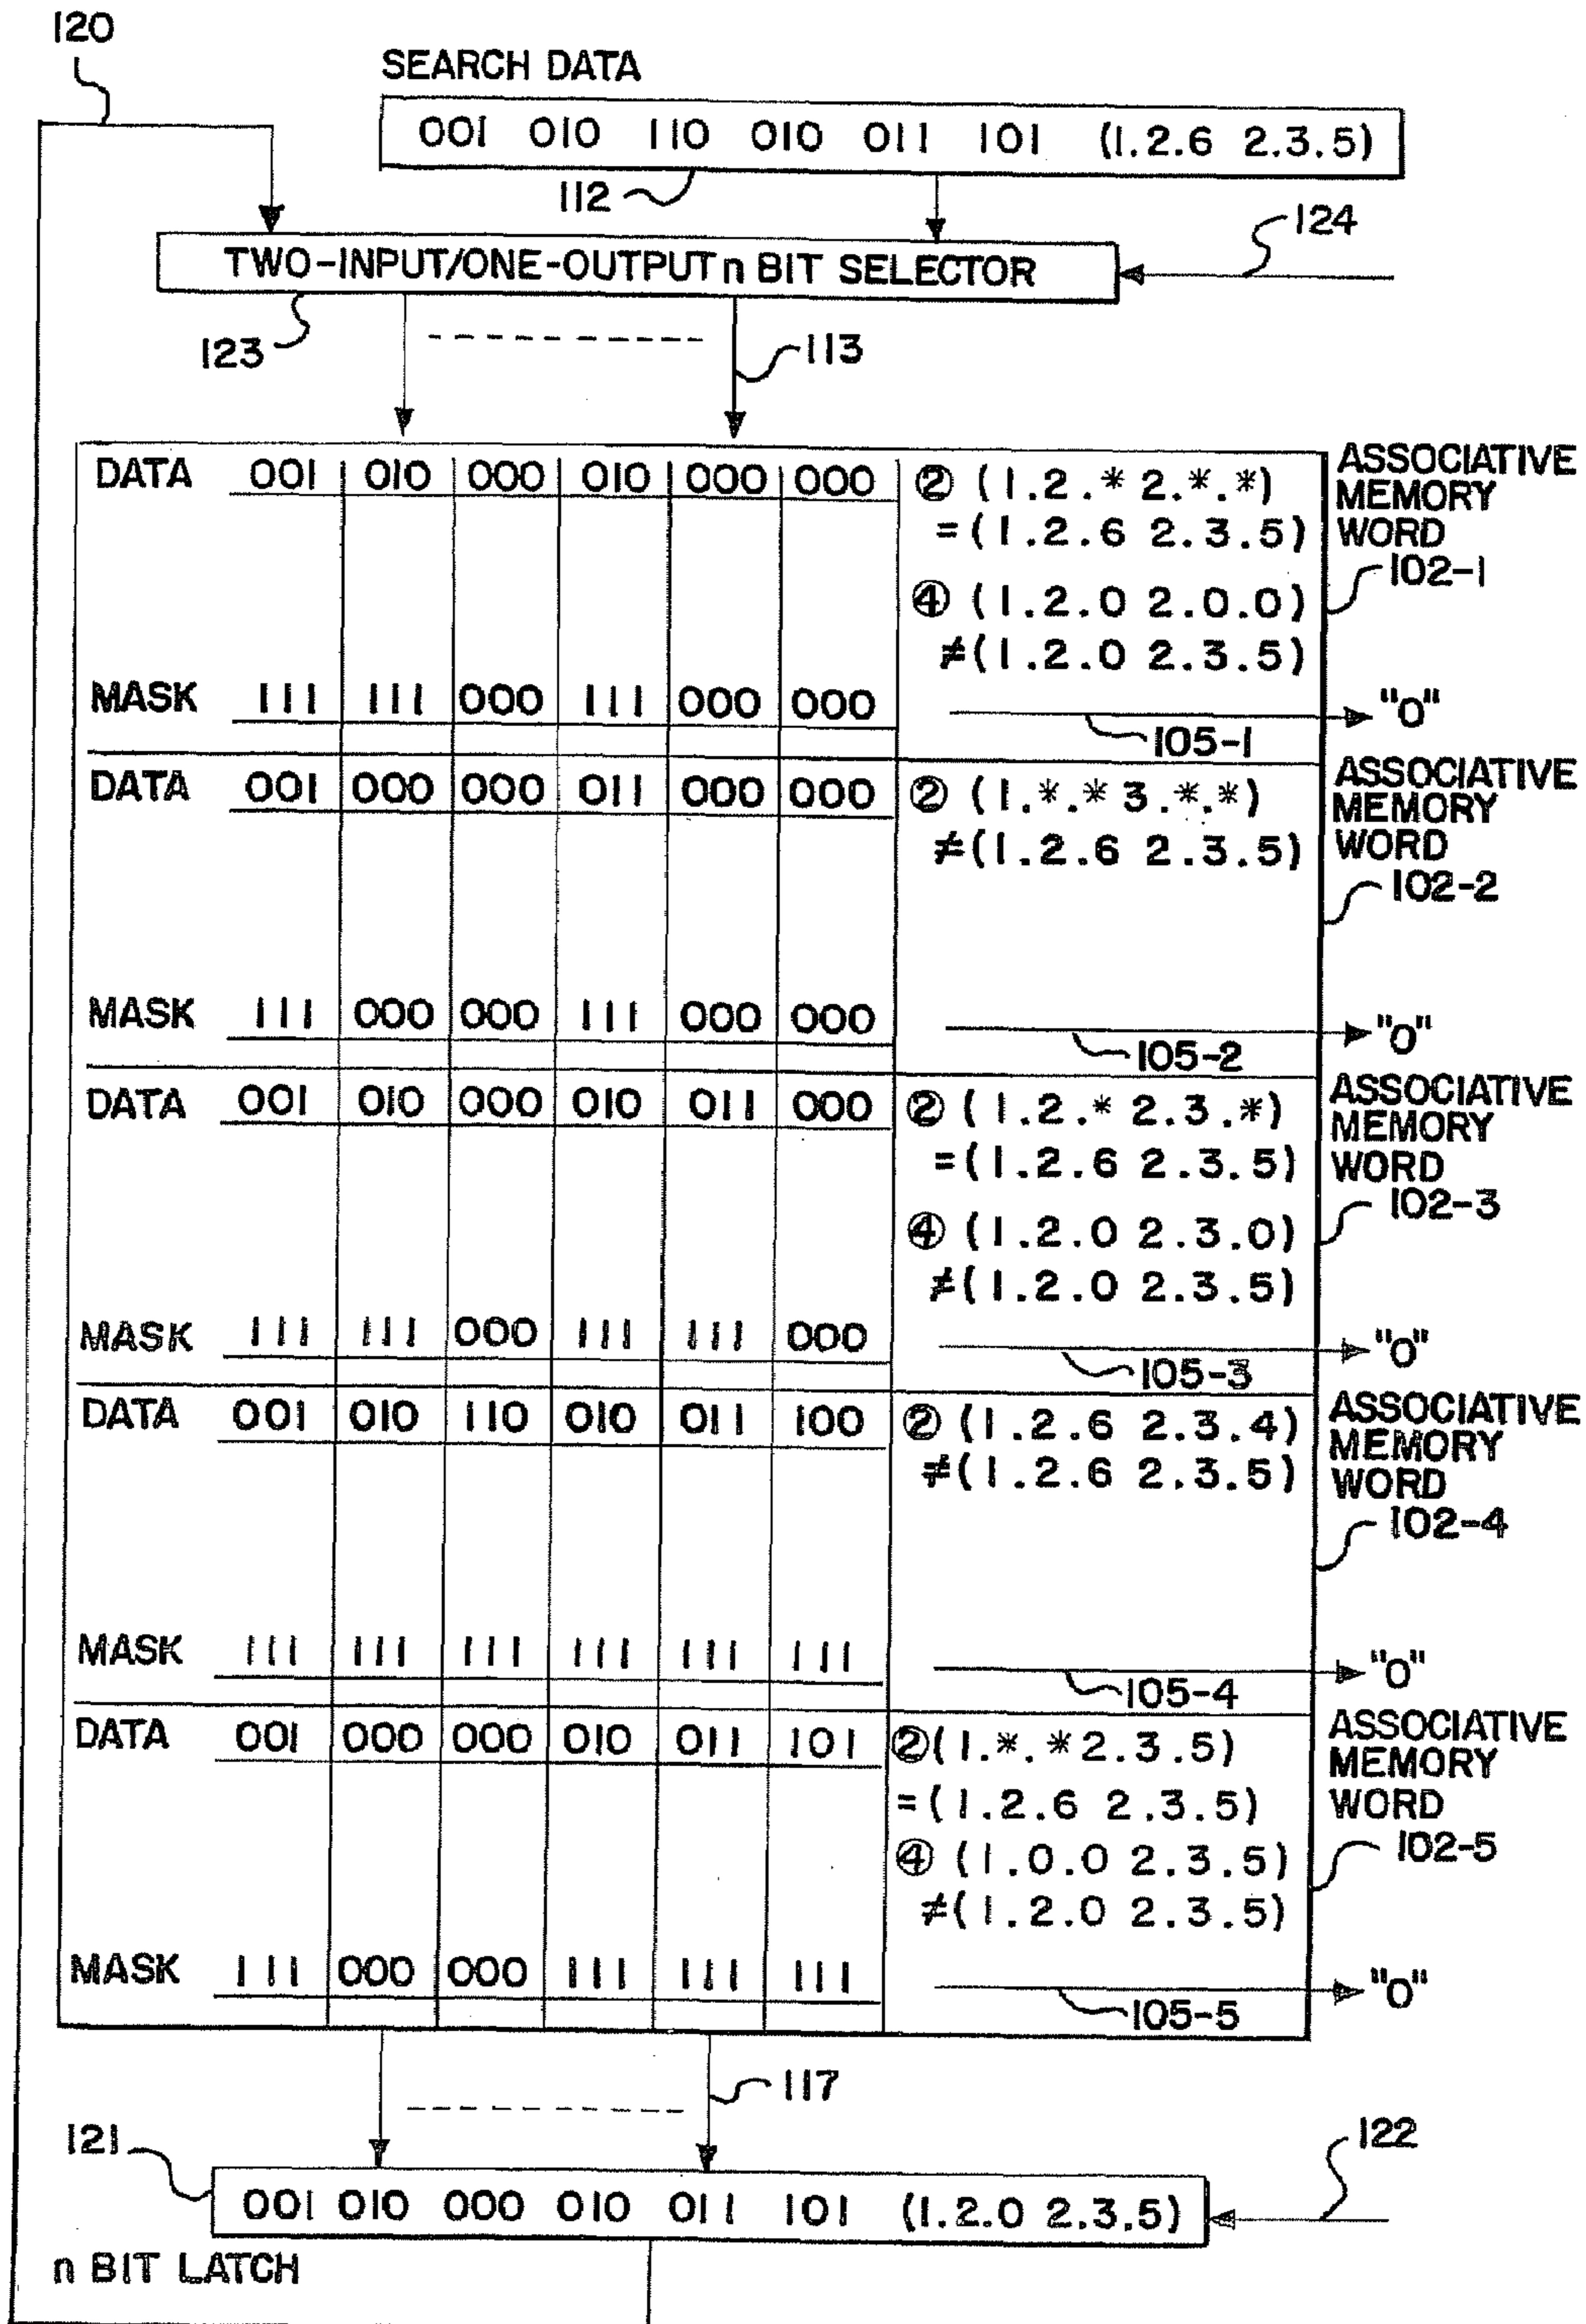 120
SEARCH DATA
001 010 110 010 011 101 (1.2.6 2.3.5)
112
124
TWO-INPUT/ONE-OUTPUT n BIT SELECTOR
123
113
DATA 001 010 000 010 000 000 ② (1.2.* 2.*.*)
=(1.2.6 2.3.5)
④ (1.2.0 2.0.0)
≠(1.2.0 2.3.5)
ASSOCIATIVE
MEMORY
WORD
102-1
MASK 111 111 000 111 000 000 "0"
105-1
DATA 001 000 000 011 000 000 ② (1.*.* 3.*.*)
≠(1.2.6 2.3.5)
ASSOCIATIVE
MEMORY
WORD
102-2
MASK 111 000 000 111 000 000 "0"
105-2
DATA 001 010 000 010 011 000 ② (1.2.* 2.3.*)
=(1.2.6 2.3.5)
④ (1.2.0 2.3.0)
≠(1.2.0 2.3.5)
ASSOCIATIVE
MEMORY
WORD
102-3
MASK 111 111 000 111 111 000 "0"
105-3
DATA 001 010 110 010 011 100 ② (1.2.6 2.3.4)
≠(1.2.6 2.3.5)
ASSOCIATIVE
MEMORY
WORD
102-4
MASK 111 111 111 111 111 111 "0"
105-4
DATA 001 000 000 010 011 101 ②(1.*.*2.3.5)
=(1.2.6 2.3.5)
④ (1.0.0 2.3.5)
≠(1.2.0 2.3.5)
ASSOCIATIVE
MEMORY
WORD
102-5
MASK 111 000 000 111 111 111 "0"
105-5
117
121
122
001 010 000 010 011 101 (1.2.0 2.3.5)
n BIT LATCH